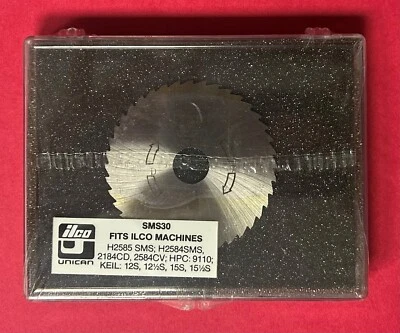 SMS30
FITS ILCO MACHINES
H2585 SMS; H2584SMS,
2184CD, 2584CV; HPC: 9110;
KEIL: 12S, 12½S, 15S, 15½S
ilco
UNICAN